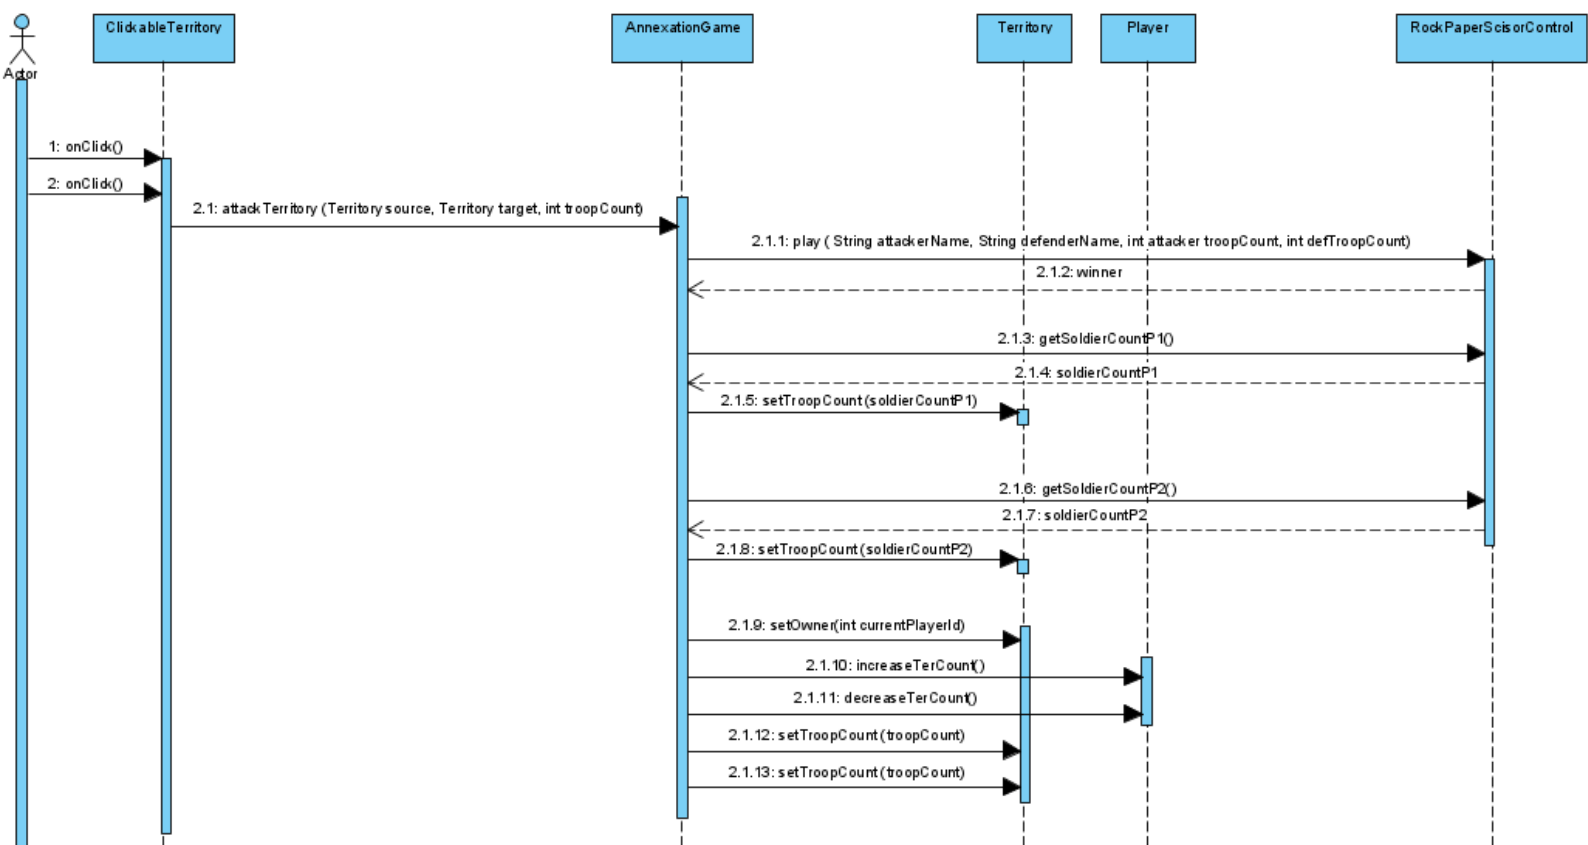 ClickableTerritory
AnnexationGame
Territory
Player
RockPaperScisorControl
Actor
1: onClick()
2: onClick()
2.1: attackTerritory (Territory source, Territory target, int troopCount)
2.1.1: play ( String attackerName, String defenderName, int attacker troopCount, int defTroopCount)
2.1.2: winner
2.1.3: getSoldierCountP1()
2.1.4: soldierCountP1
2.1.5: setTroopCount(soldierCountP1)
2.1.6: getSoldierCountP2()
2.1.7: soldierCountP2
2.1.8: setTroopCount(soldierCountP2)
2.1.9: setOwner(int currentPlayerId)
2.1.10: increaseTerCount()
2.1.11: decreaseTerCount()
2.1.12: setTroopCount(troopCount)
2.1.13: setTroopCount(troopCount)